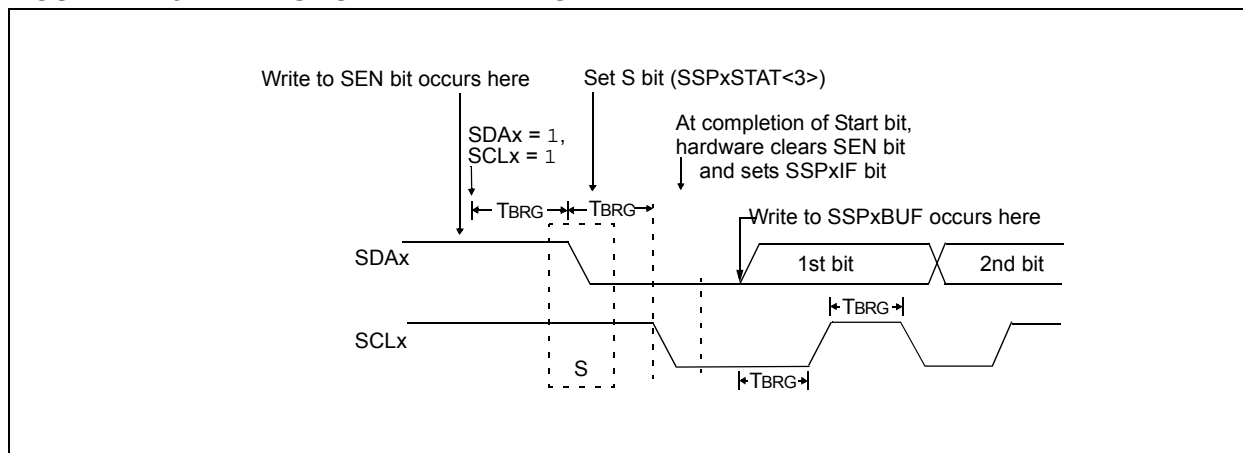 Write to SEN bit occurs here
Set S bit (SSPxSTAT<3>)
SDAx = 1,
SCLx = 1
At completion of Start bit,
hardware clears SEN bit
and sets SSPxIF bit
TBRG
TBRG
Write to SSPxBUF occurs here
SDAx
1st bit
2nd bit
TBRG
SCLx
S
TBRG